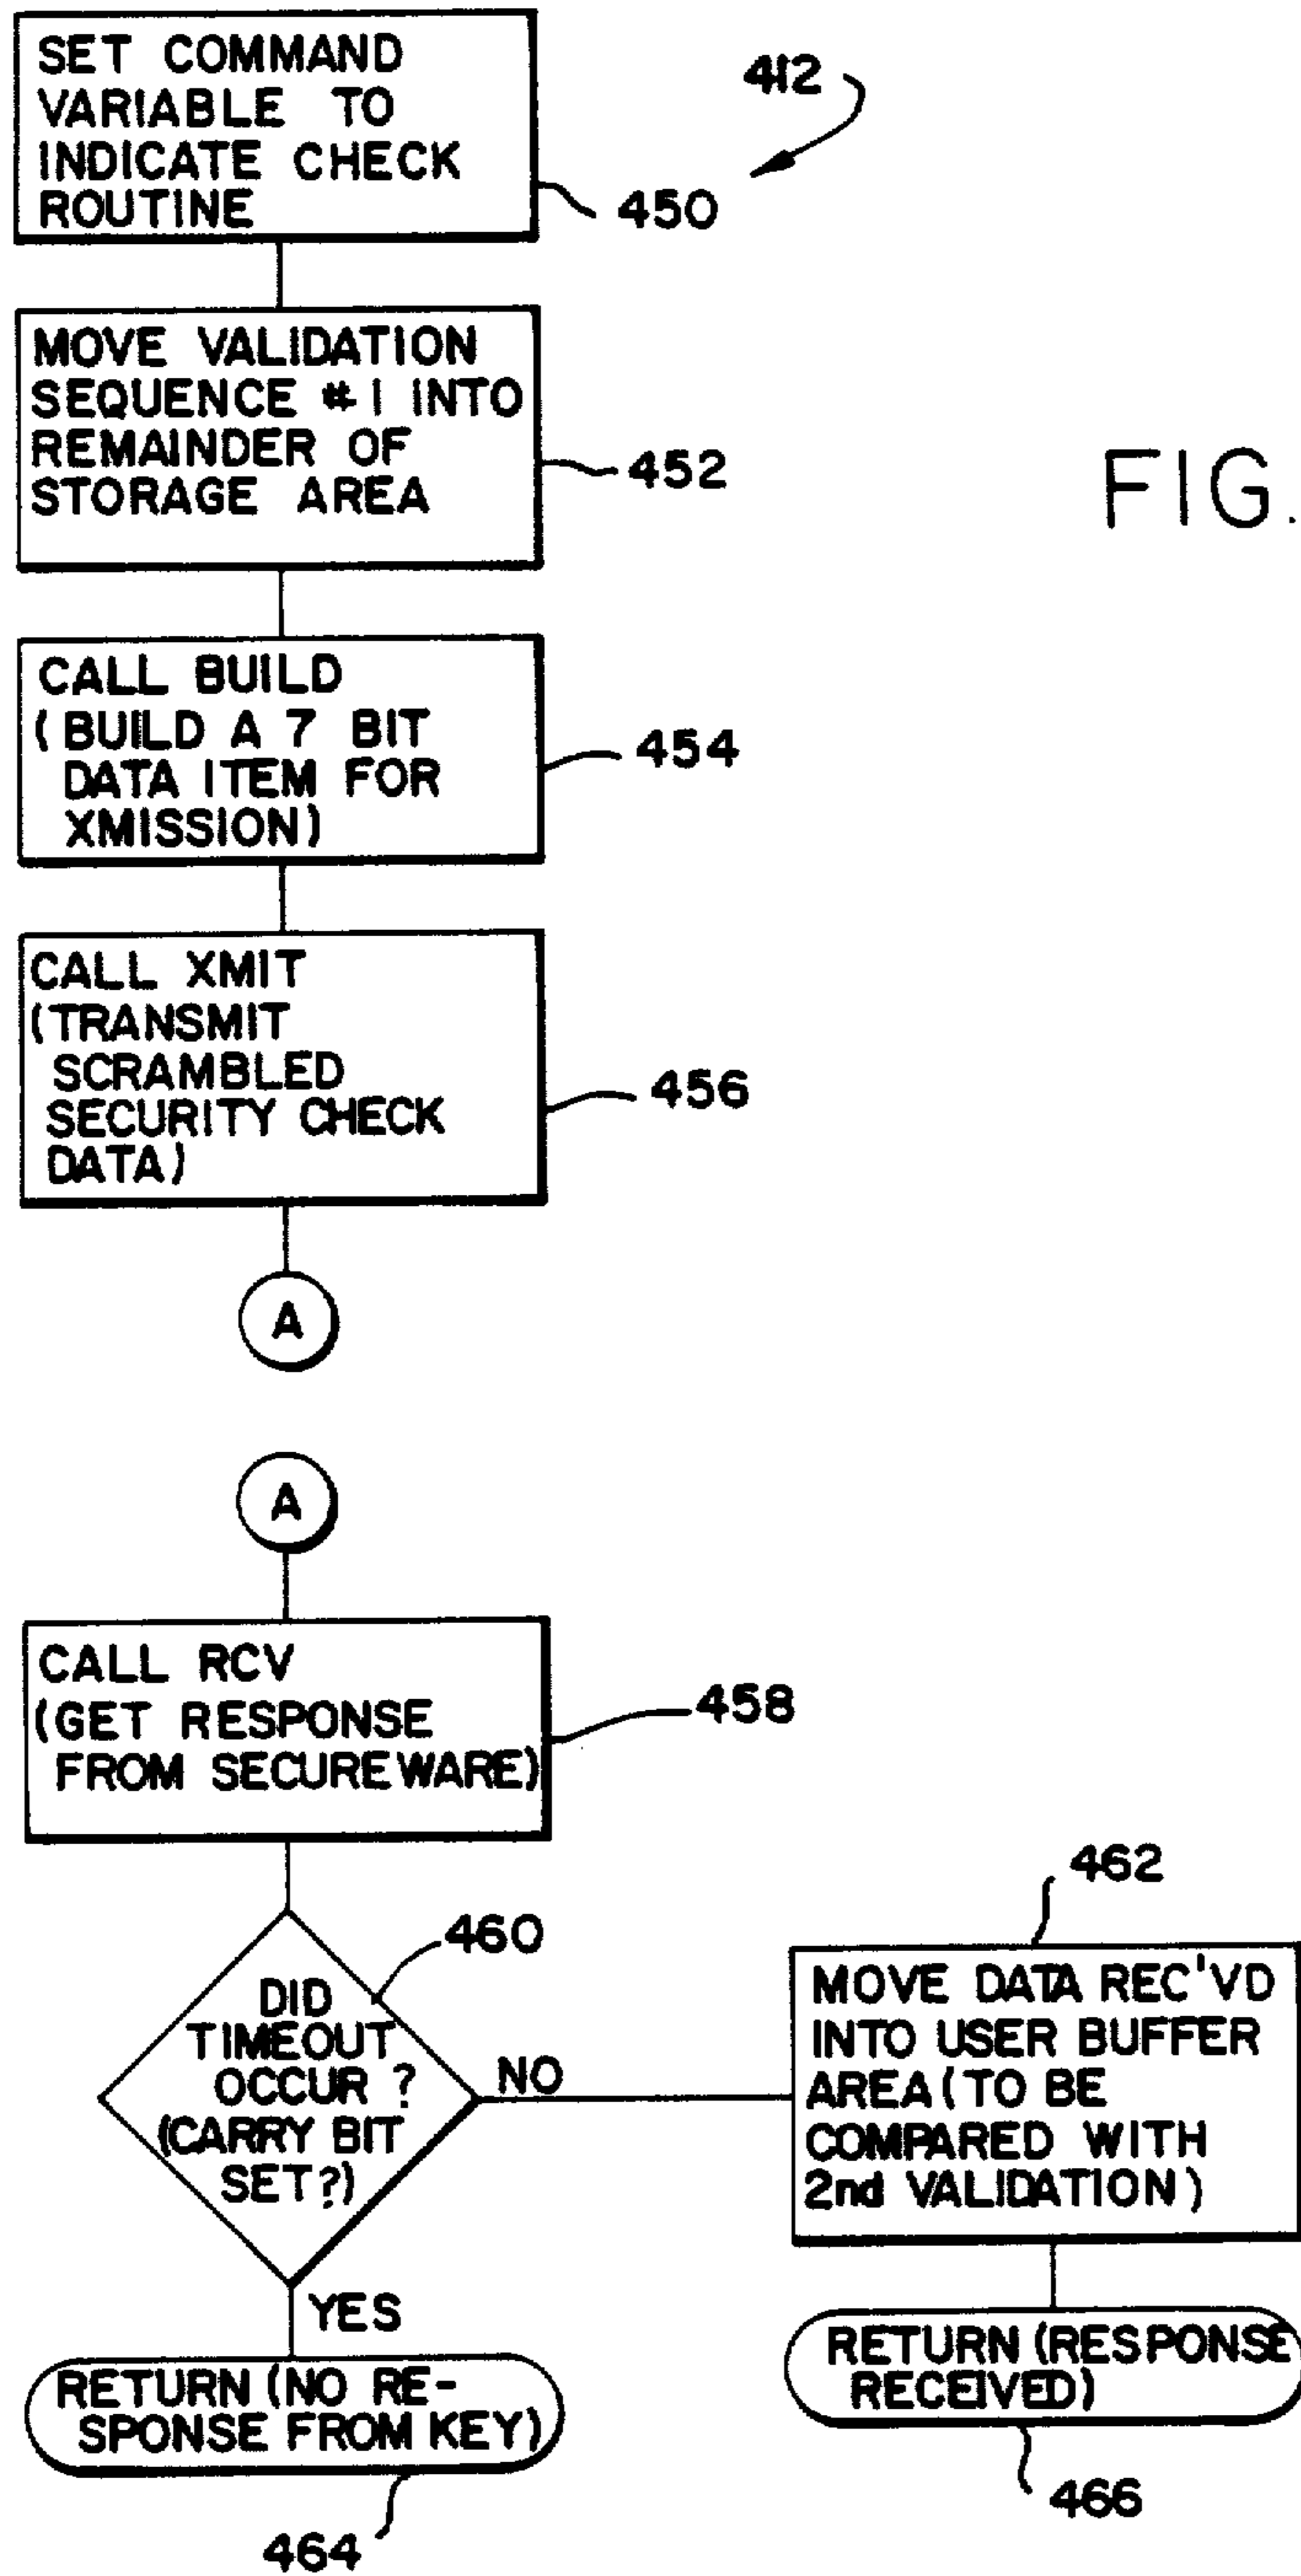 SET COMMAND
VARIABLE TO
INDICATE CHECK
ROUTINE
450
412
MOVE VALIDATION
SEQUENCE #1 INTO
REMAINDER OF
STORAGE AREA
452
FIG.
CALL BUILD
(BUILD A 7 BIT
DATA ITEM FOR
XMISSION)
454
CALL XMIT
(TRANSMIT
SCRAMBLED
SECURITY CHECK
DATA)
456
A
A
CALL RCV
(GET RESPONSE
FROM SECUREWARE)
458
DID
TIMEOUT
OCCUR?
(CARRY BIT
SET?)
460
NO
YES
462
MOVE DATA REC'VD
INTO USER BUFFER
AREA (TO BE
COMPARED WITH
2nd VALIDATION)
RETURN (NO RE-
SPONSE FROM KEY)
464
RETURN (RESPONSE
RECEIVED)
466